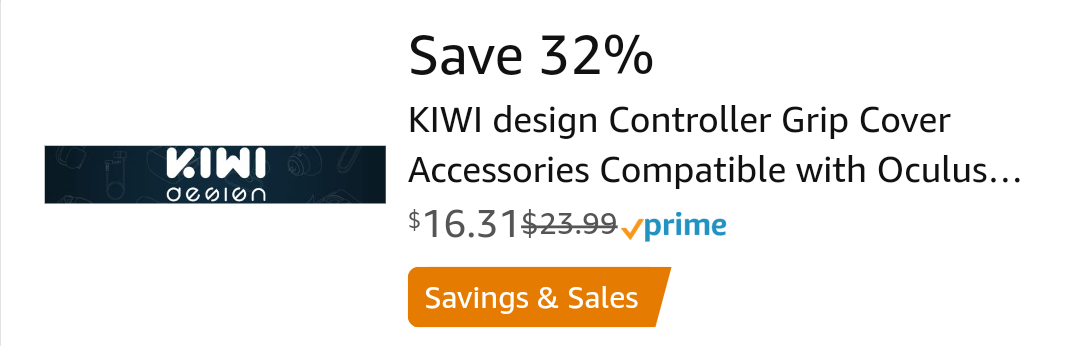 KIWI
design
Save 32%
KIWI design Controller Grip Cover
Accessories Compatible with Oculus...
$16.31 $23.99 prime
Savings & Sales